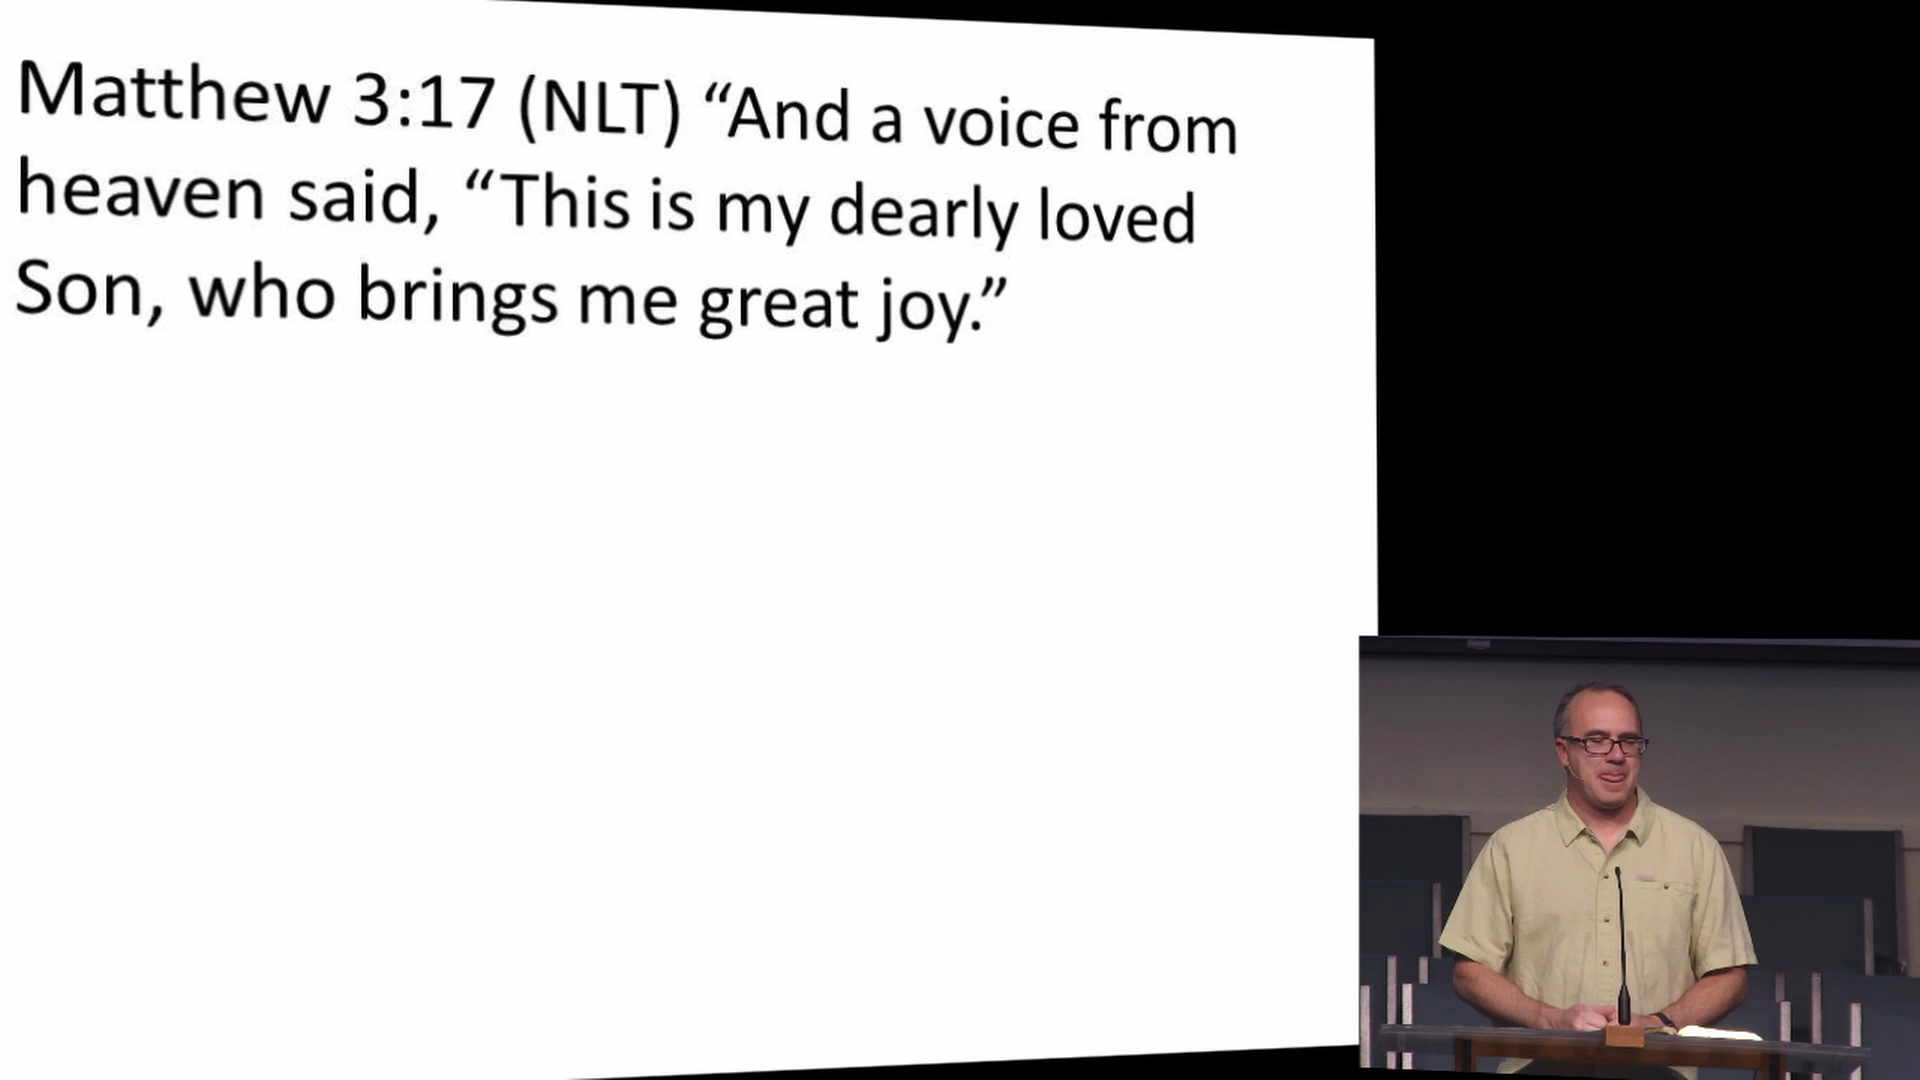 Matthew 3:17 (NLT) “And a voice from
heaven said, “This is my dearly loved
Son, who brings me great joy.”